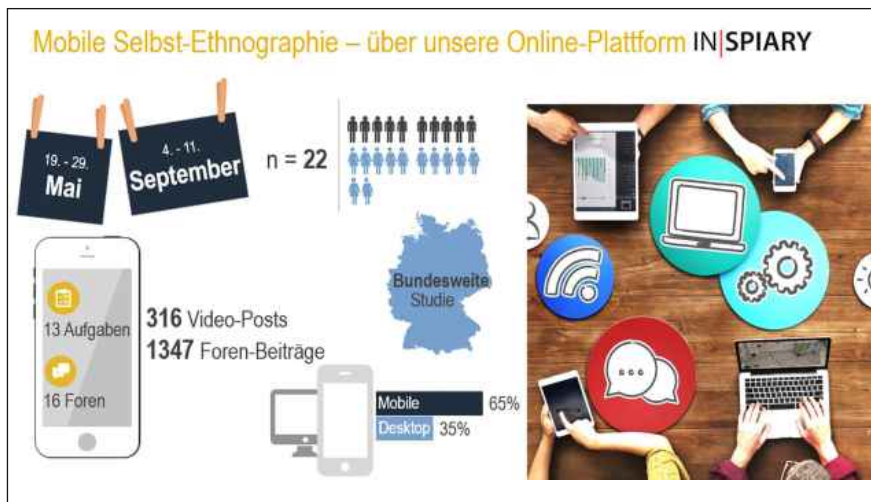 Mobile Selbst-Ethnographie – über unsere Online-Plattform IN|SPIARY
19. - 29.
Mai
4. - 11.
September
n = 22
Bundesweite
Studie
13 Aufgaben
16 Foren
316 Video-Posts
1347 Foren-Beiträge
Mobile 65%
Desktop 35%